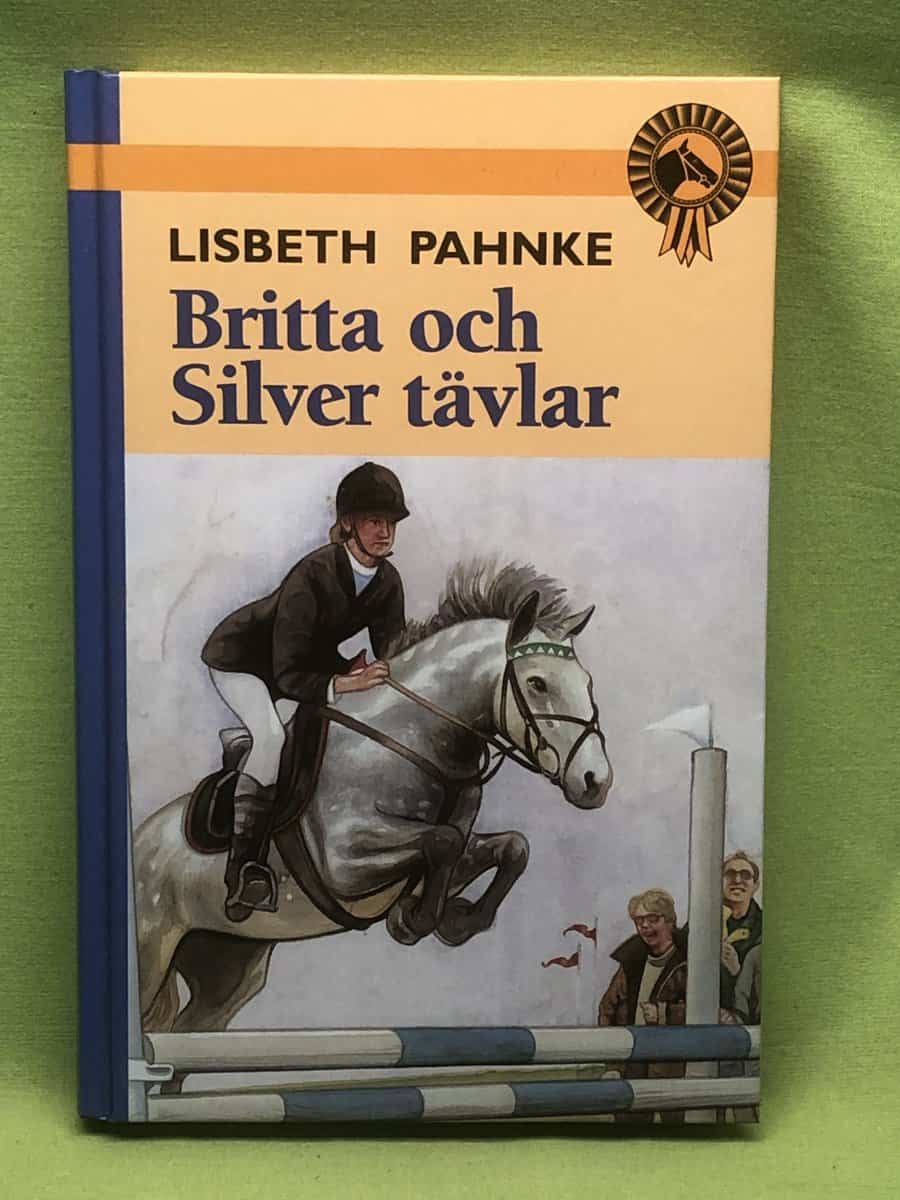 LISBETH PAHNKE
Britta och
Silver tävlar